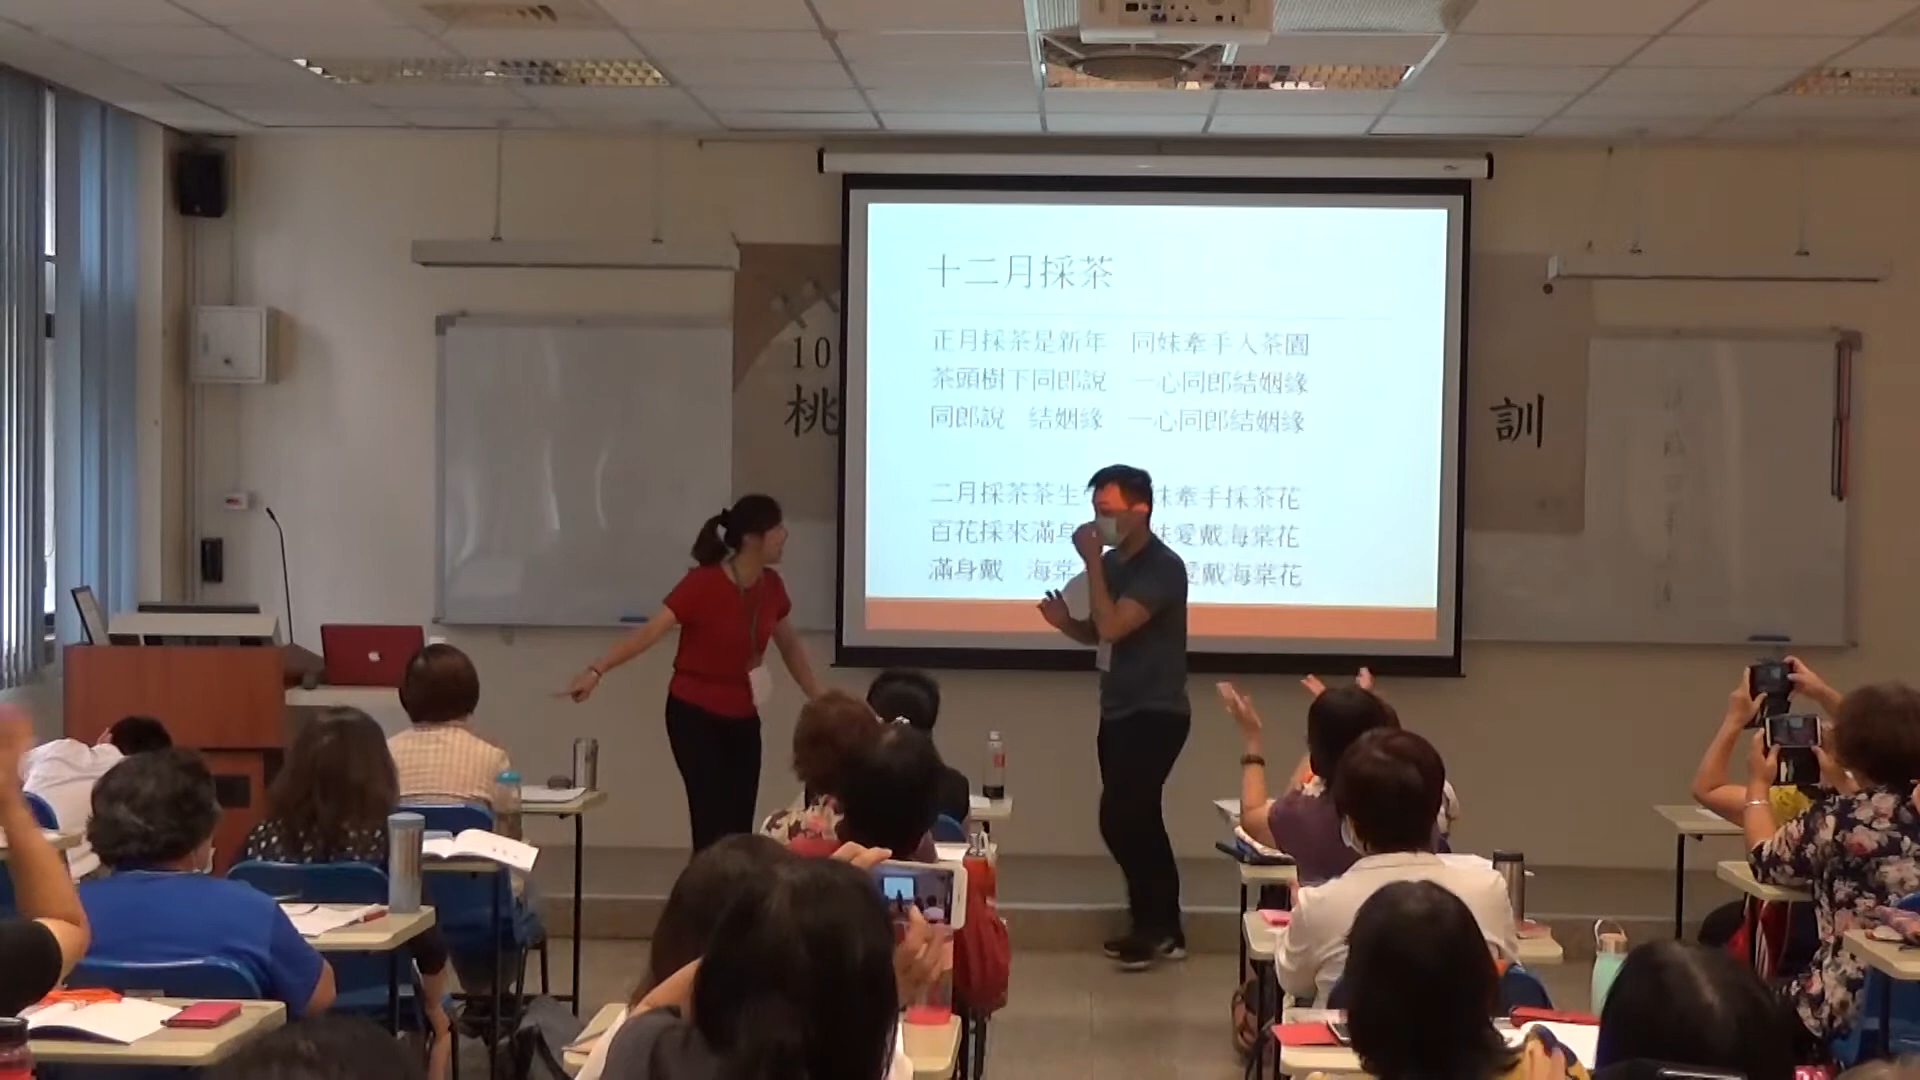 十二月採茶
正月採茶是新年 同妹牽手入茶園
茶頭樹下同郎說 一心同郎結姻緣
同郎說 結姻緣 一心同郎結姻緣
二月採茶茶生 妹牽手採茶花
百花採來滿身 妹愛戴海棠花
滿身戴 海棠 愛戴海棠花
10
桃
訓